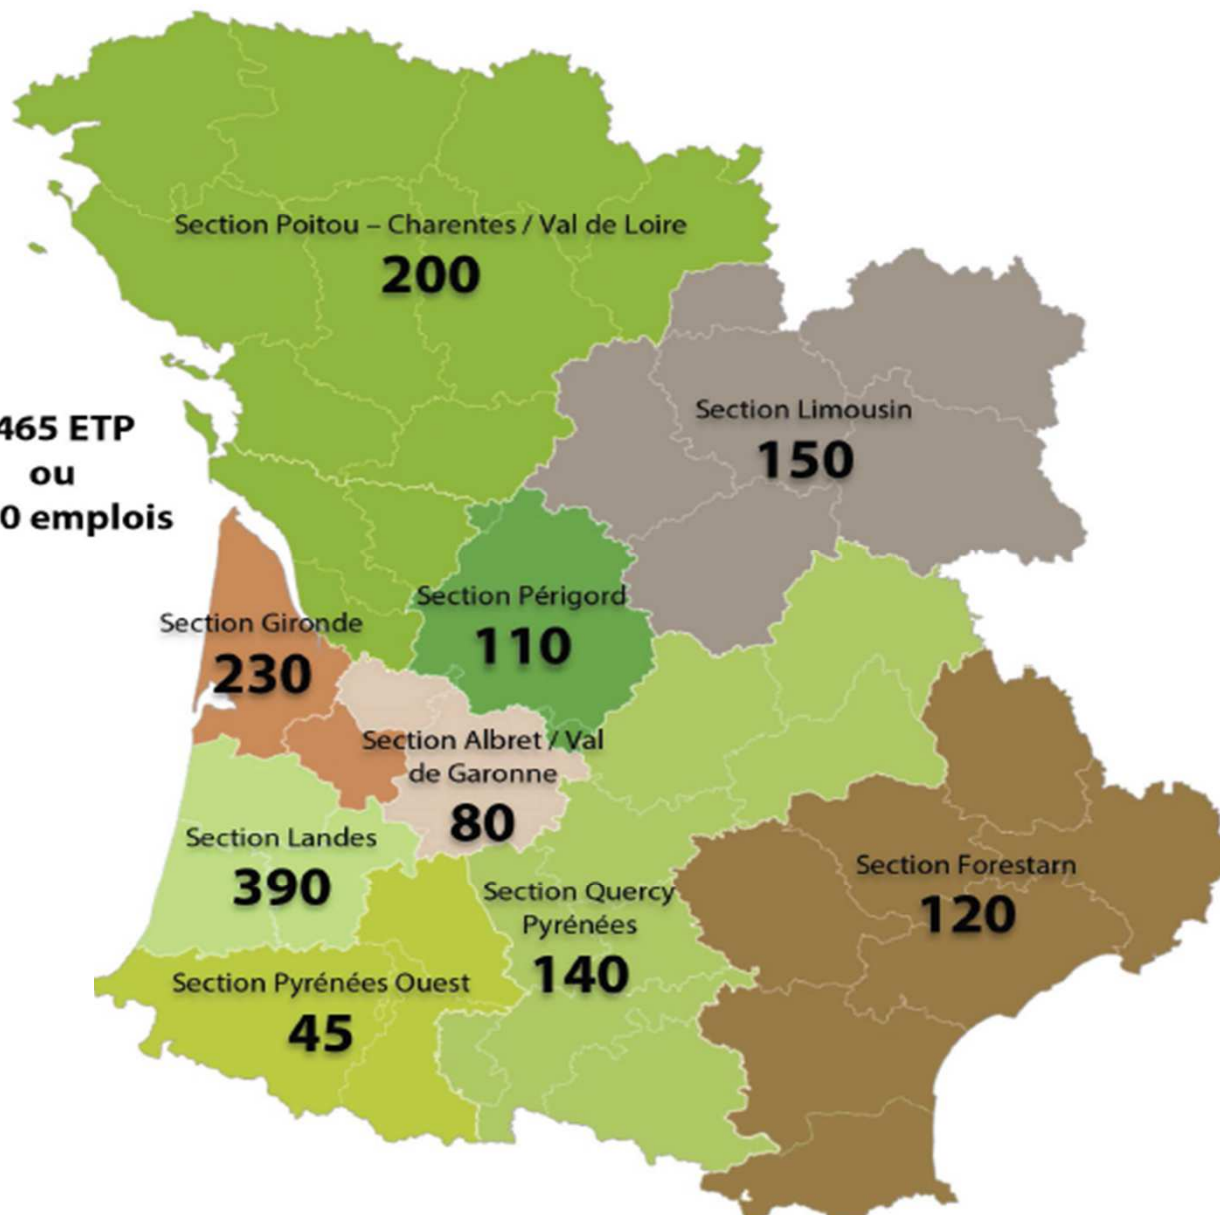 Section Poitou – Charentes / Val de Loire
200
Section Limousin
150
465 ETP
ou
0 emplois
Section Périgord
110
Section Gironde
230
Section Albret / Val
de Garonne
80
Section Landes
390
Section Quercy
Pyrénées
140
Section Forestarn
120
Section Pyrénées Ouest
45